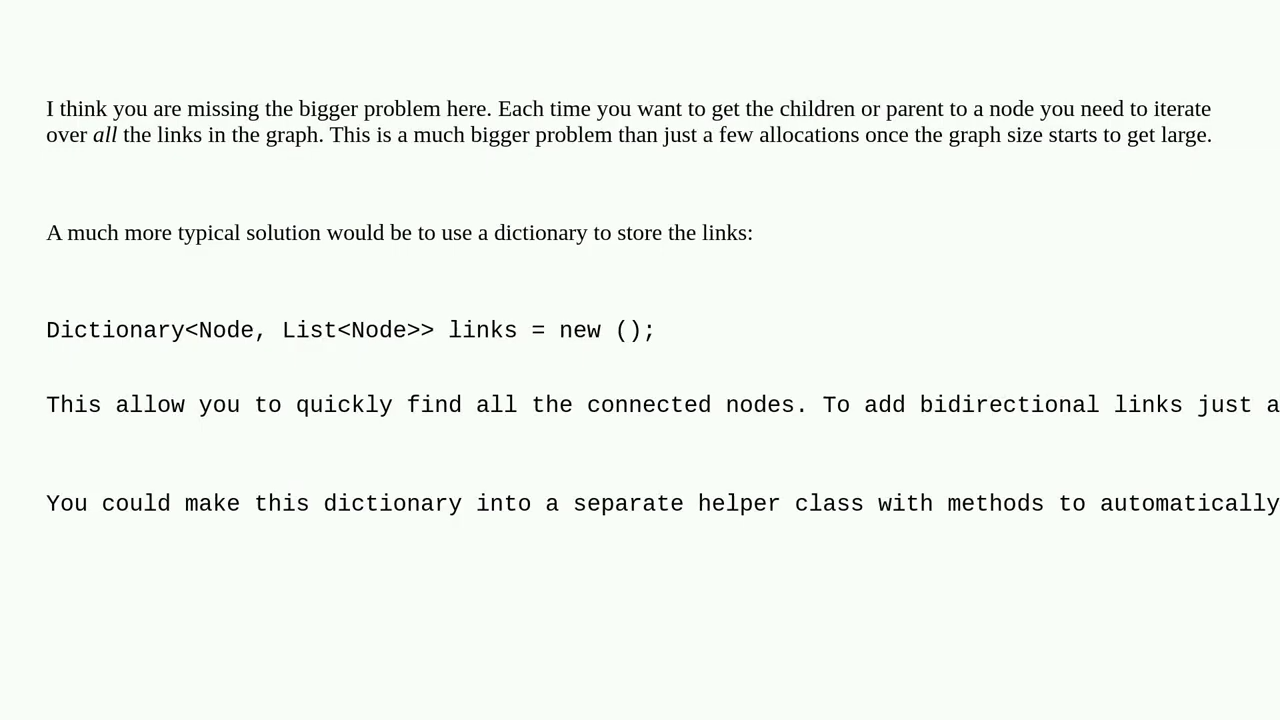 I think you are missing the bigger problem here. Each time you want to get the children or parent to a node you need to iterate
over all the links in the graph. This is a much bigger problem than just a few allocations once the graph size starts to get large.
A much more typical solution would be to use a dictionary to store the links:
Dictionary<Node, List<Node>> links = new ();
This allow you to quickly find all the connected nodes. To add bidirectional links just a
You could make this dictionary into a separate helper class with methods to automatically